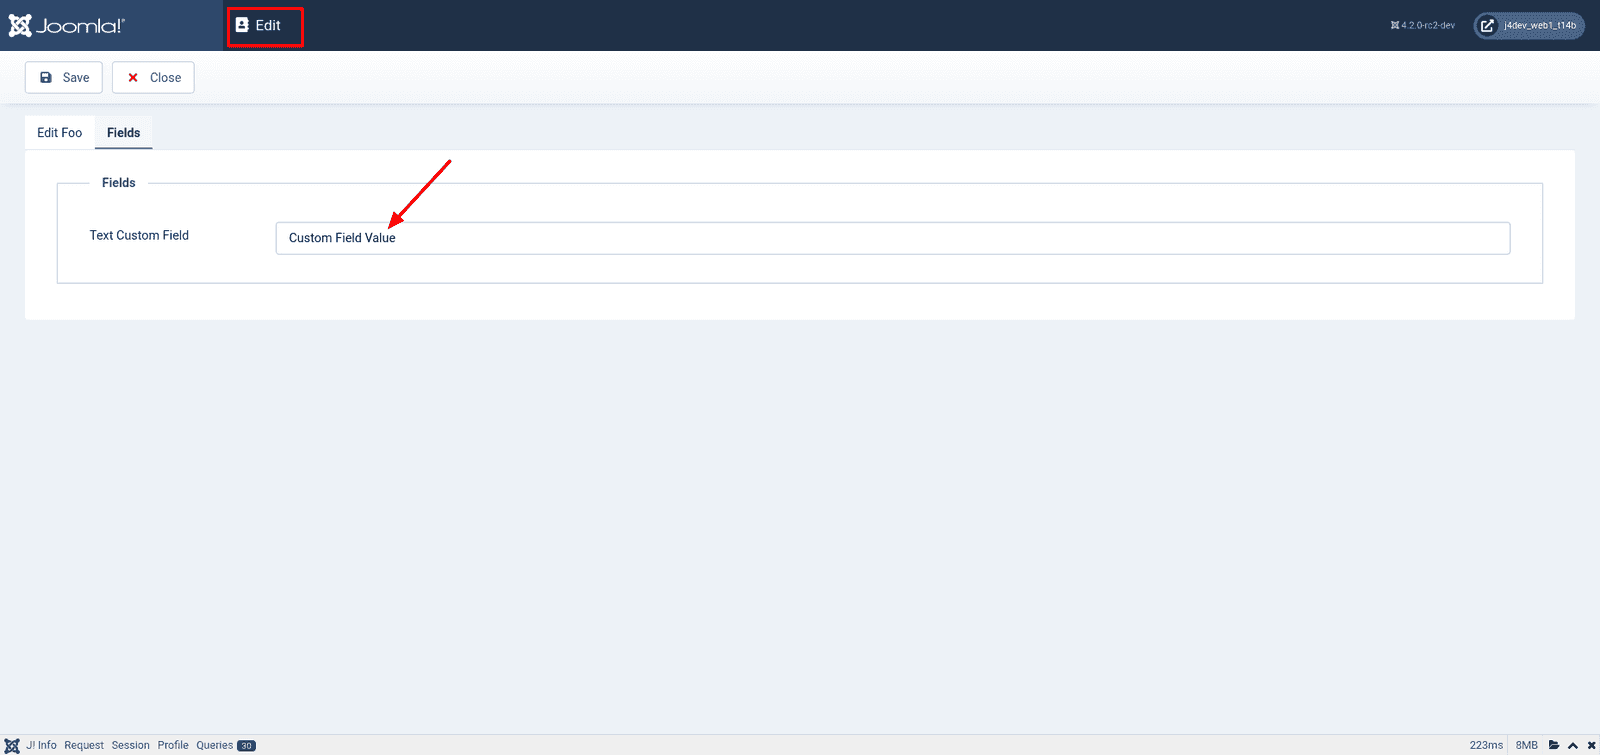 Joomla!
Edit
4.2.0-rc2-dev
j4dev_web1_t14b
Save
Close
Edit Foo
Fields
Fields
Text Custom Field
Custom Field Value
J! Info Request Session Profile Queries 30
223ms 8MB